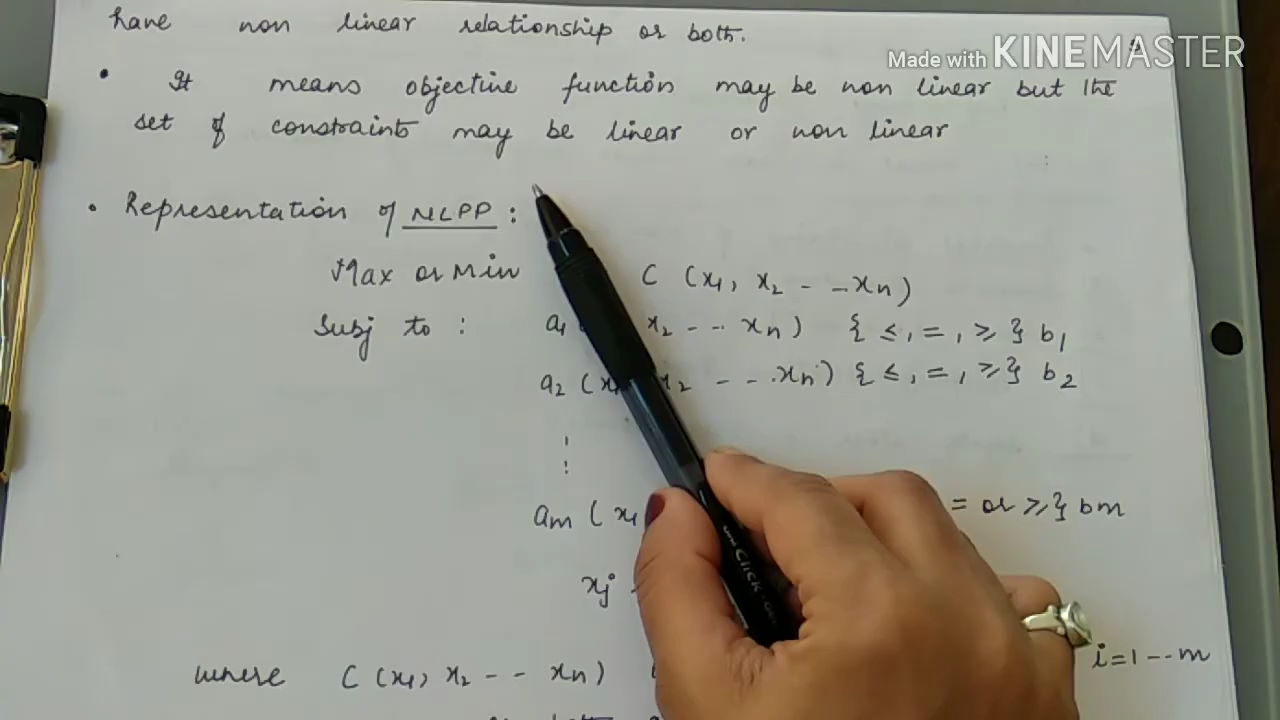 have non linear relationship or both.
Made with KINEMASTER
• It means objective function may be non linear but the
set of constraints may be linear or non linear
• Representation of NLPP :
Max or Min C (x1, x2 - - xn)
Subj to : a1 x2 - - xn) { ≤, =, ≥ } b1
a2 (x1 x2 - - - xn) { ≤, =, ≥} b2
am ( x1 = or ≥} bm
xj
i=1 -- m
where C (x1, x2 - - xn)